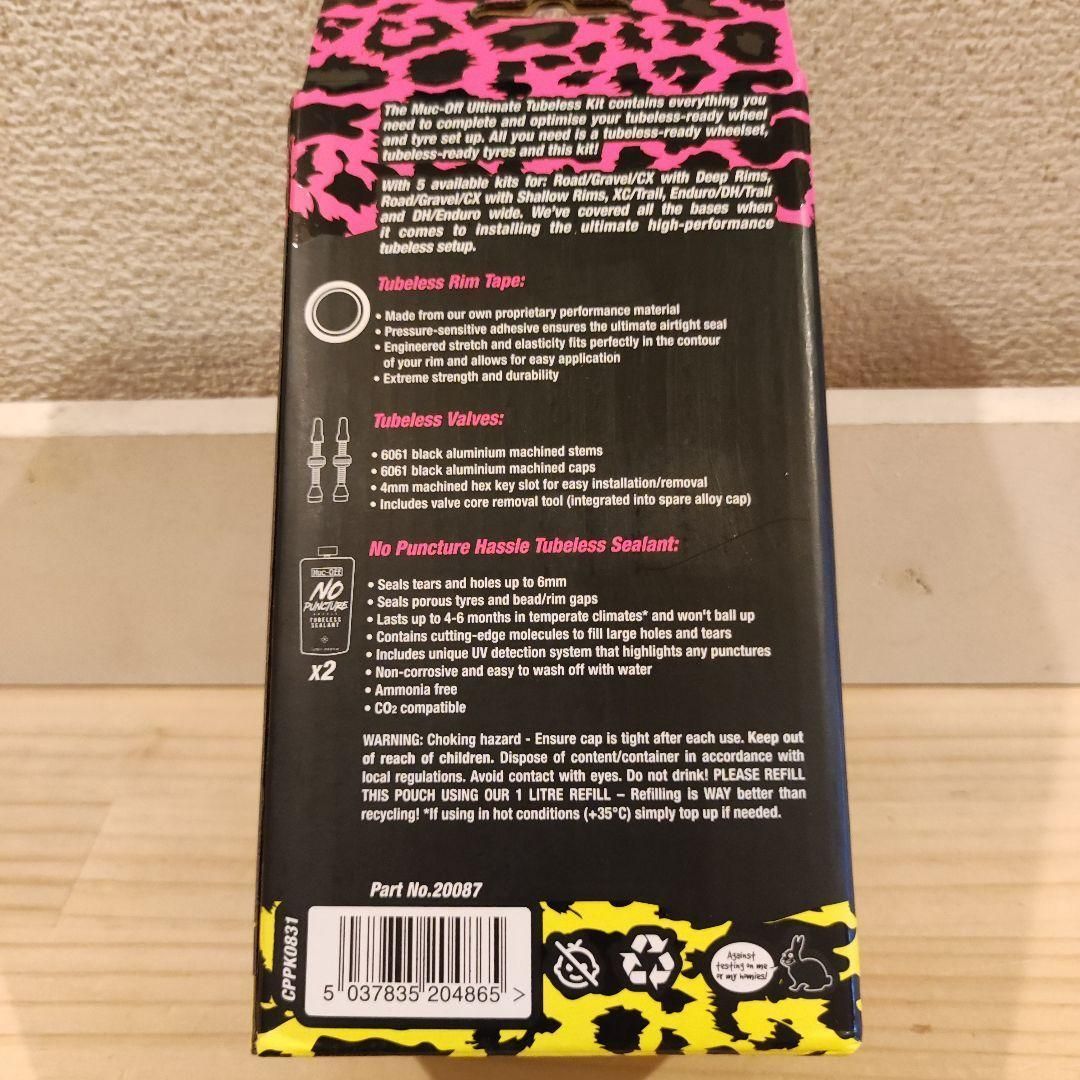 The Muc-Off Ultimate Tubeless Kit contains everything you
need to complete and optimise your tubeless-ready wheel
and tyre set up. All you need is a tubeless-ready wheelset,
tubeless-ready tyres and this kit!
With 5 available kits for: Road/Gravel/CX with Deep Rims,
Road/Gravel/CX with Shallow Rims, XC/Trail, Enduro/DH/Trail
and DH/Enduro wide. We've covered all the bases when
it comes to installing the ultimate high-performance
tubeless setup.
Tubeless Rim Tape:
• Made from our own proprietary performance material
• Pressure-sensitive adhesive ensures the ultimate airtight seal
• Engineered stretch and elasticity fits perfectly in the contour
of your rim and allows for easy application
• Extreme strength and durability
Tubeless Valves:
• 6061 black aluminium machined stems
• 6061 black aluminium machined caps
• 4mm machined hex key slot for easy installation/removal
• Includes valve core removal tool (integrated into spare alloy cap)
No Puncture Hassle Tubeless Sealant:
• Seals tears and holes up to 6mm
• Seals porous tyres and bead/rim gaps
• Lasts up to 4-6 months in temperate climates* and won't ball up
• Contains cutting-edge molecules to fill large holes and tears
• Includes unique UV detection system that highlights any punctures
• Non-corrosive and easy to wash off with water
• Ammonia free
• CO2 compatible
Muc-Off
NO
PUNCTURE
TUBELESS
SEALANT
x2
WARNING: Choking hazard - Ensure cap is tight after each use. Keep out
of reach of children. Dispose of content/container in accordance with
local regulations. Avoid contact with eyes. Do not drink! PLEASE REFILL
THIS POUCH USING OUR 1 LITRE REFILL – Refilling is WAY better than
recycling! *If using in hot conditions (+35°C) simply top up if needed.
Part No.20087
CPPK0831
5 037835 204865 >
Against
testing on me
or my homies!